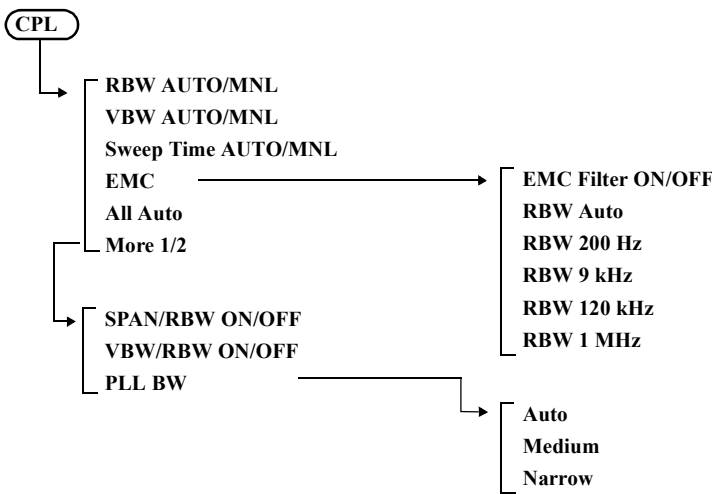 CPL
RBW AUTO/MNL
VBW AUTO/MNL
Sweep Time AUTO/MNL
EMC
All Auto
More 1/2
EMC Filter ON/OFF
RBW Auto
RBW 200 Hz
RBW 9 kHz
RBW 120 kHz
RBW 1 MHz
SPAN/RBW ON/OFF
VBW/RBW ON/OFF
PLL BW
Auto
Medium
Narrow